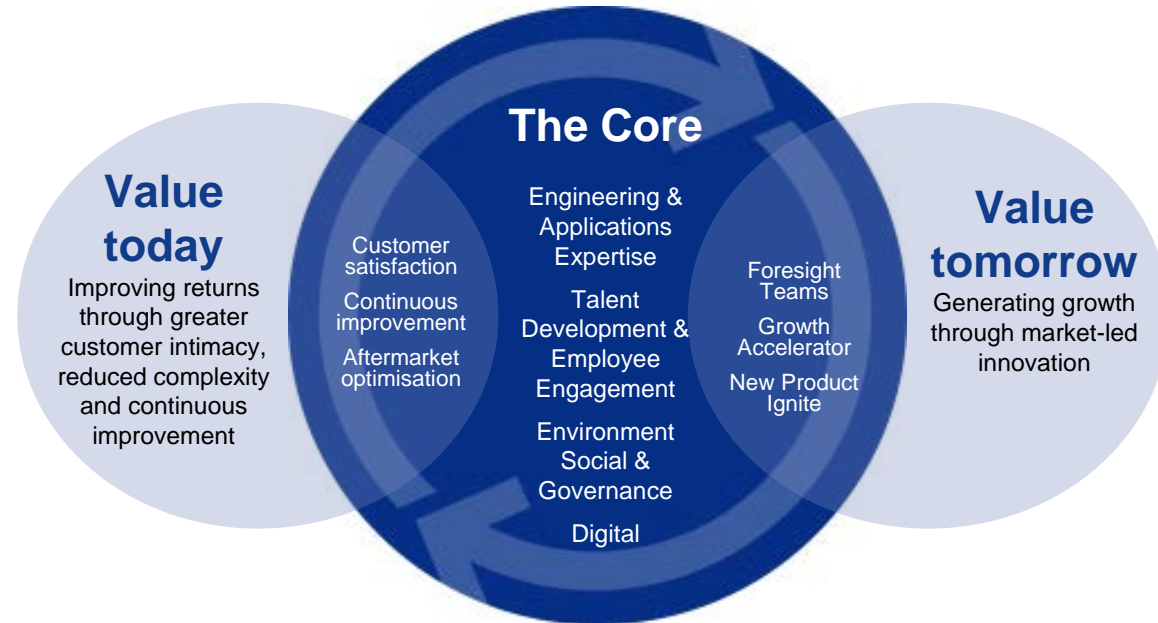 The Core
Value
today
Improving returns
through greater
customer intimacy,
reduced complexity
and continuous
improvement
Customer
satisfaction
Continuous
improvement
Aftermarket
optimisation
Engineering &
Applications
Expertise
Talent
Development &
Employee
Engagement
Environment
Social &
Governance
Digital
Foresight
Teams
Growth
Accelerator
New Product
Ignite
Value
tomorrow
Generating growth
through market-led
innovation